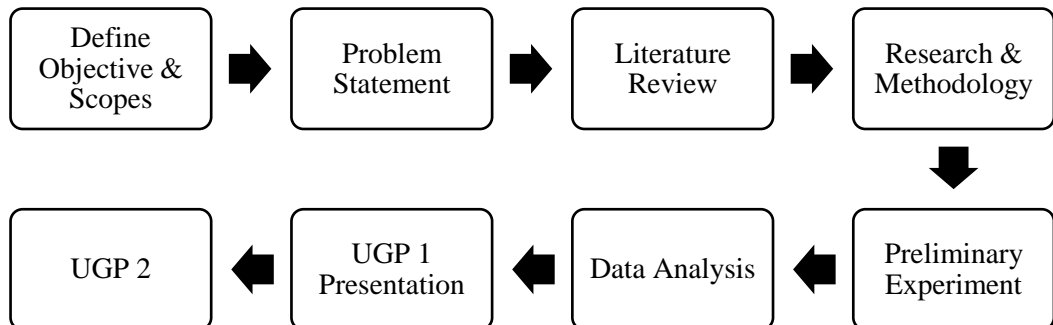 Define
Objective &
Scopes
Problem
Statement
Literature
Review
Research &
Methodology
Preliminary
Experiment
Data Analysis
UGP 1
Presentation
UGP 2